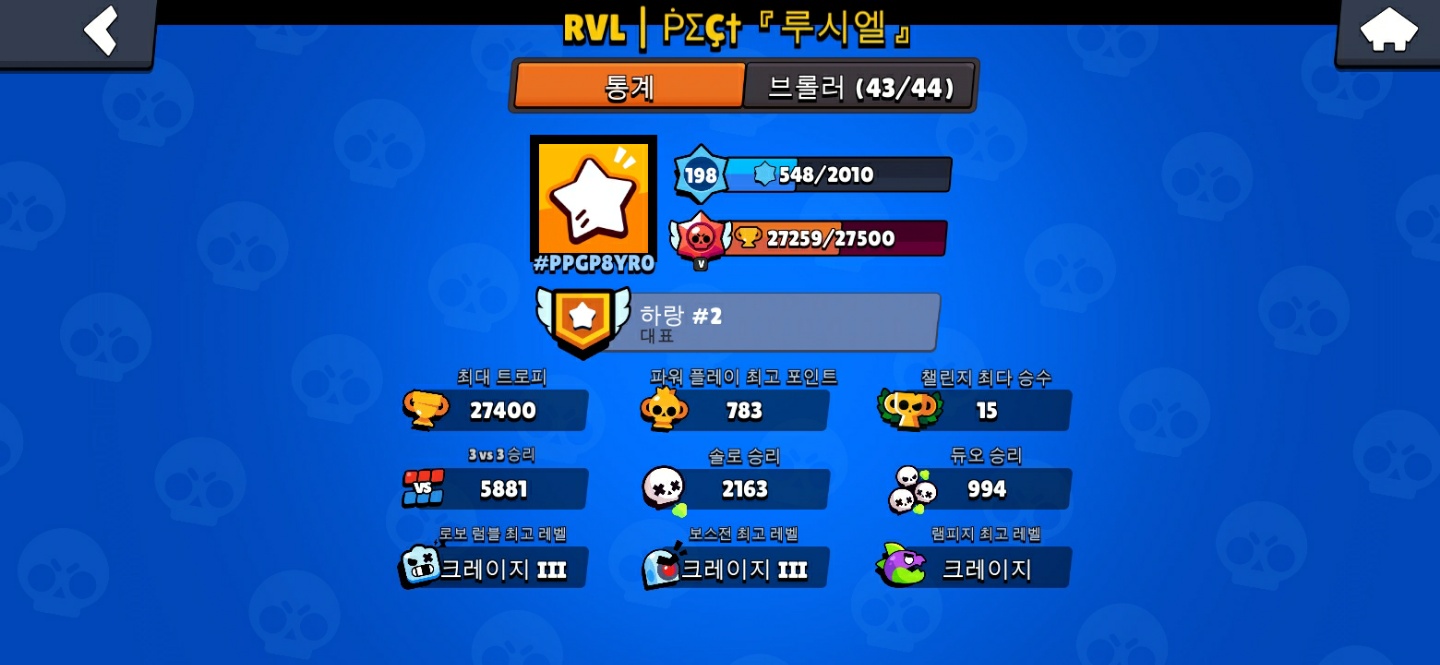 RVL | ṖΣÇ† 『루시엘』
통계
브롤러 (43/44)
198
548/2010
27259/27500
V
#PPGP8YR0
하랑 #2
대표
최대 트로피
27400
파워 플레이 최고 포인트
783
챌린지 최다 승수
15
3 vs 3 승리
VS
5881
솔로 승리
2163
듀오 승리
994
로보 럼블 최고 레벨
크레이지 III
보스전 최고 레벨
크레이지 III
램피지 최고 레벨
크레이지